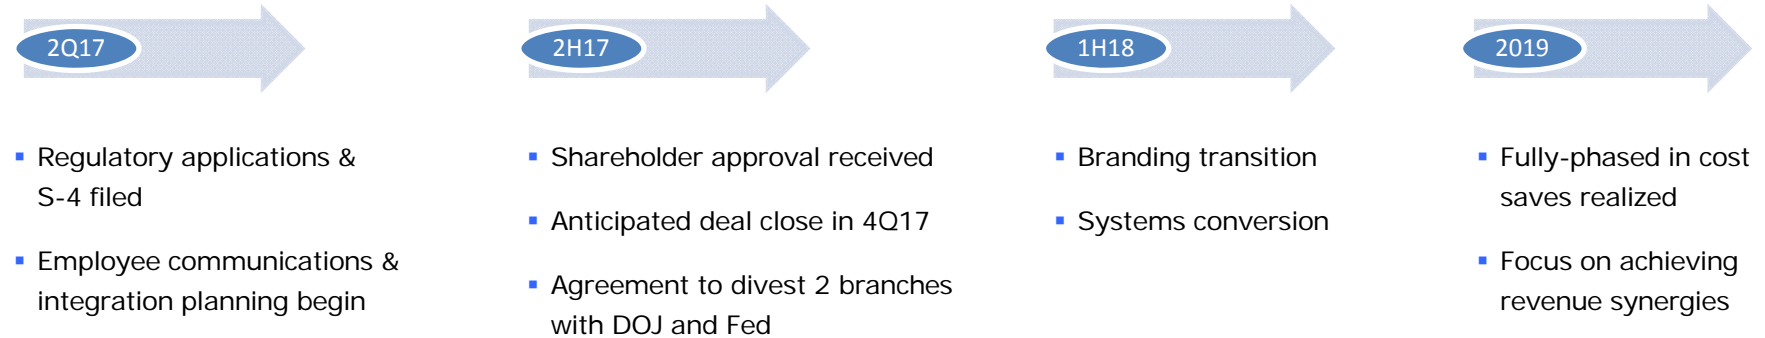 2Q17
▪ Regulatory applications &
S-4 filed
▪ Employee communications &
integration planning begin
2H17
▪ Shareholder approval received
▪ Anticipated deal close in 4Q17
▪ Agreement to divest 2 branches
with DOJ and Fed
1H18
▪ Branding transition
▪ Systems conversion
2019
▪ Fully-phased in cost
saves realized
▪ Focus on achieving
revenue synergies